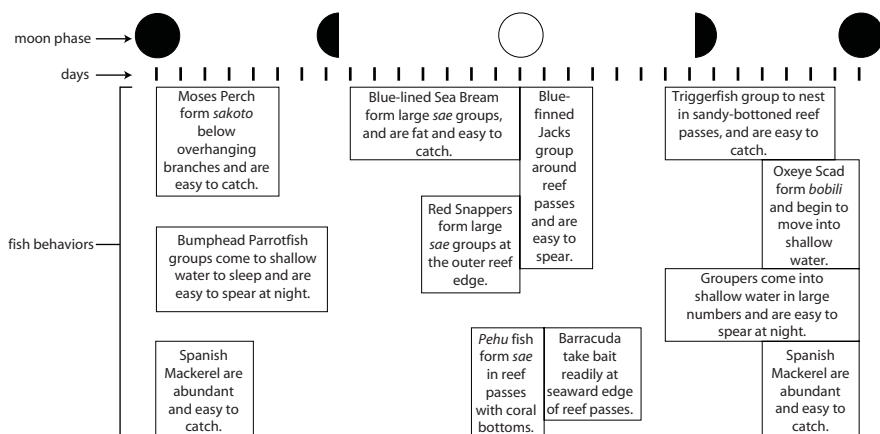 moon phase
days
fish behaviors
Moses Perch
form sakoto
below
overhanging
branches and are
easy to catch.
Bumphead Parrotfish
groups come to shallow
water to sleep and are
easy to spear at night.
Spanish
Mackerel are
abundant
and easy to
catch.
Blue-lined Sea Bream
form large sae groups,
and are fat and easy to
catch.
Red Snappers
form large
sae groups at
the outer reef
edge.
Blue-
finned
Jacks
group
around
reef
passes
and are
easy to
spear.
Pehu fish
form sae
in reef
passes
with coral
bottoms.
Barracuda
take bait
readily at
seaward edge
of reef passes.
Triggerfish group to nest
in sandy-bottoned reef
passes, and are easy to
catch.
Oxeye Scad
form bobili
and begin to
move into
shallow
water.
Groupers come into
shallow water in large
numbers and are easy to
spear at night.
Spanish
Mackerel are
abundant
and easy to
catch.